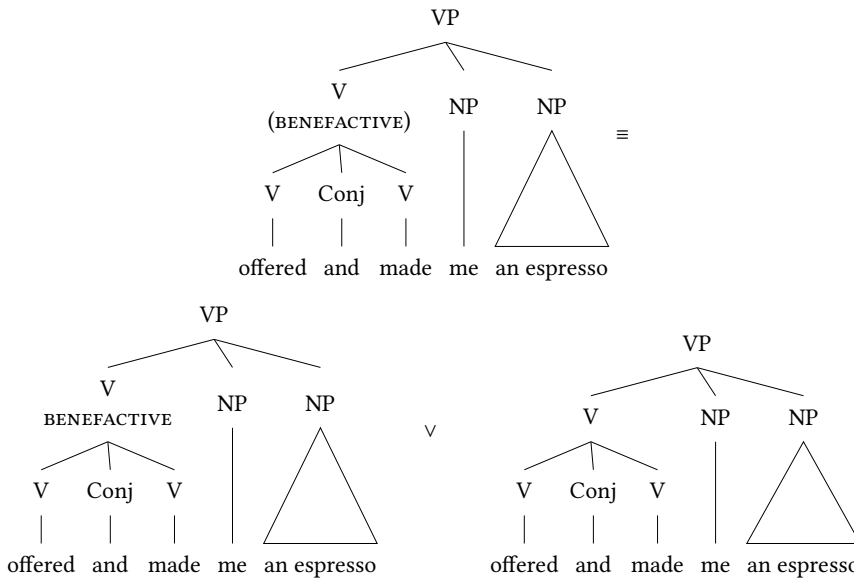 VP
V NP NP
(BENEFACTIVE) ≡
V Conj V
offered and made me an espresso
VP VP
V NP NP V NP NP
BENEFACTIVE ∨
V Conj V V Conj V
offered and made me an espresso offered and made me an espresso